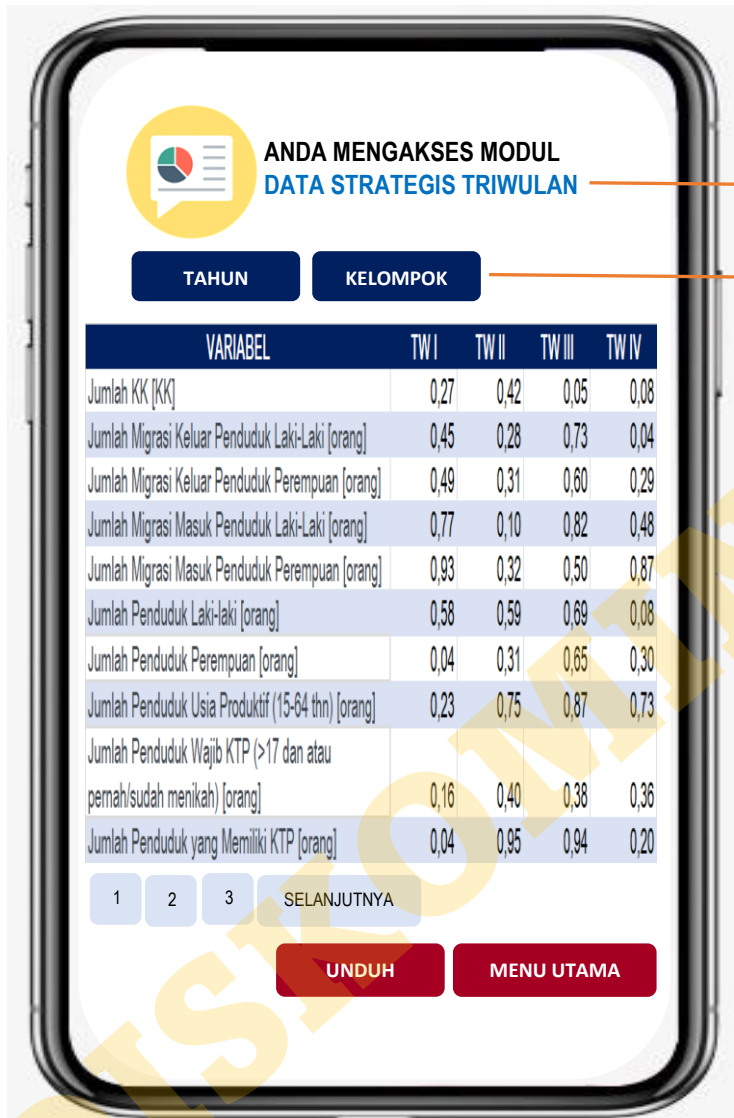 ANDA MENGAKSES MODUL
DATA STRATEGIS TRIWULAN
TAHUN KELOMPOK
VARIABEL TW I TW II TW III TW IV
Jumlah KK [KK] 0,27 0,42 0,05 0,08
Jumlah Migrasi Keluar Penduduk Laki-Laki [orang] 0,45 0,28 0,73 0,04
Jumlah Migrasi Keluar Penduduk Perempuan [orang] 0,49 0,31 0,60 0,29
Jumlah Migrasi Masuk Penduduk Laki-Laki [orang] 0,77 0,10 0,82 0,48
Jumlah Migrasi Masuk Penduduk Perempuan [orang] 0,93 0,32 0,50 0,87
Jumlah Penduduk Laki-laki [orang] 0,58 0,59 0,69 0,08
Jumlah Penduduk Perempuan [orang] 0,04 0,31 0,65 0,30
Jumlah Penduduk Usia Produktif (15-64 thn) [orang] 0,23 0,75 0,87 0,73
Jumlah Penduduk Wajib KTP (>17 dan atau
pernah/sudah menikah) [orang] 0,16 0,40 0,38 0,36
Jumlah Penduduk yang Memiliki KTP [orang] 0,04 0,95 0,94 0,20
1 2 3 SELANJUTNYA
UNDUH MENU UTAMA